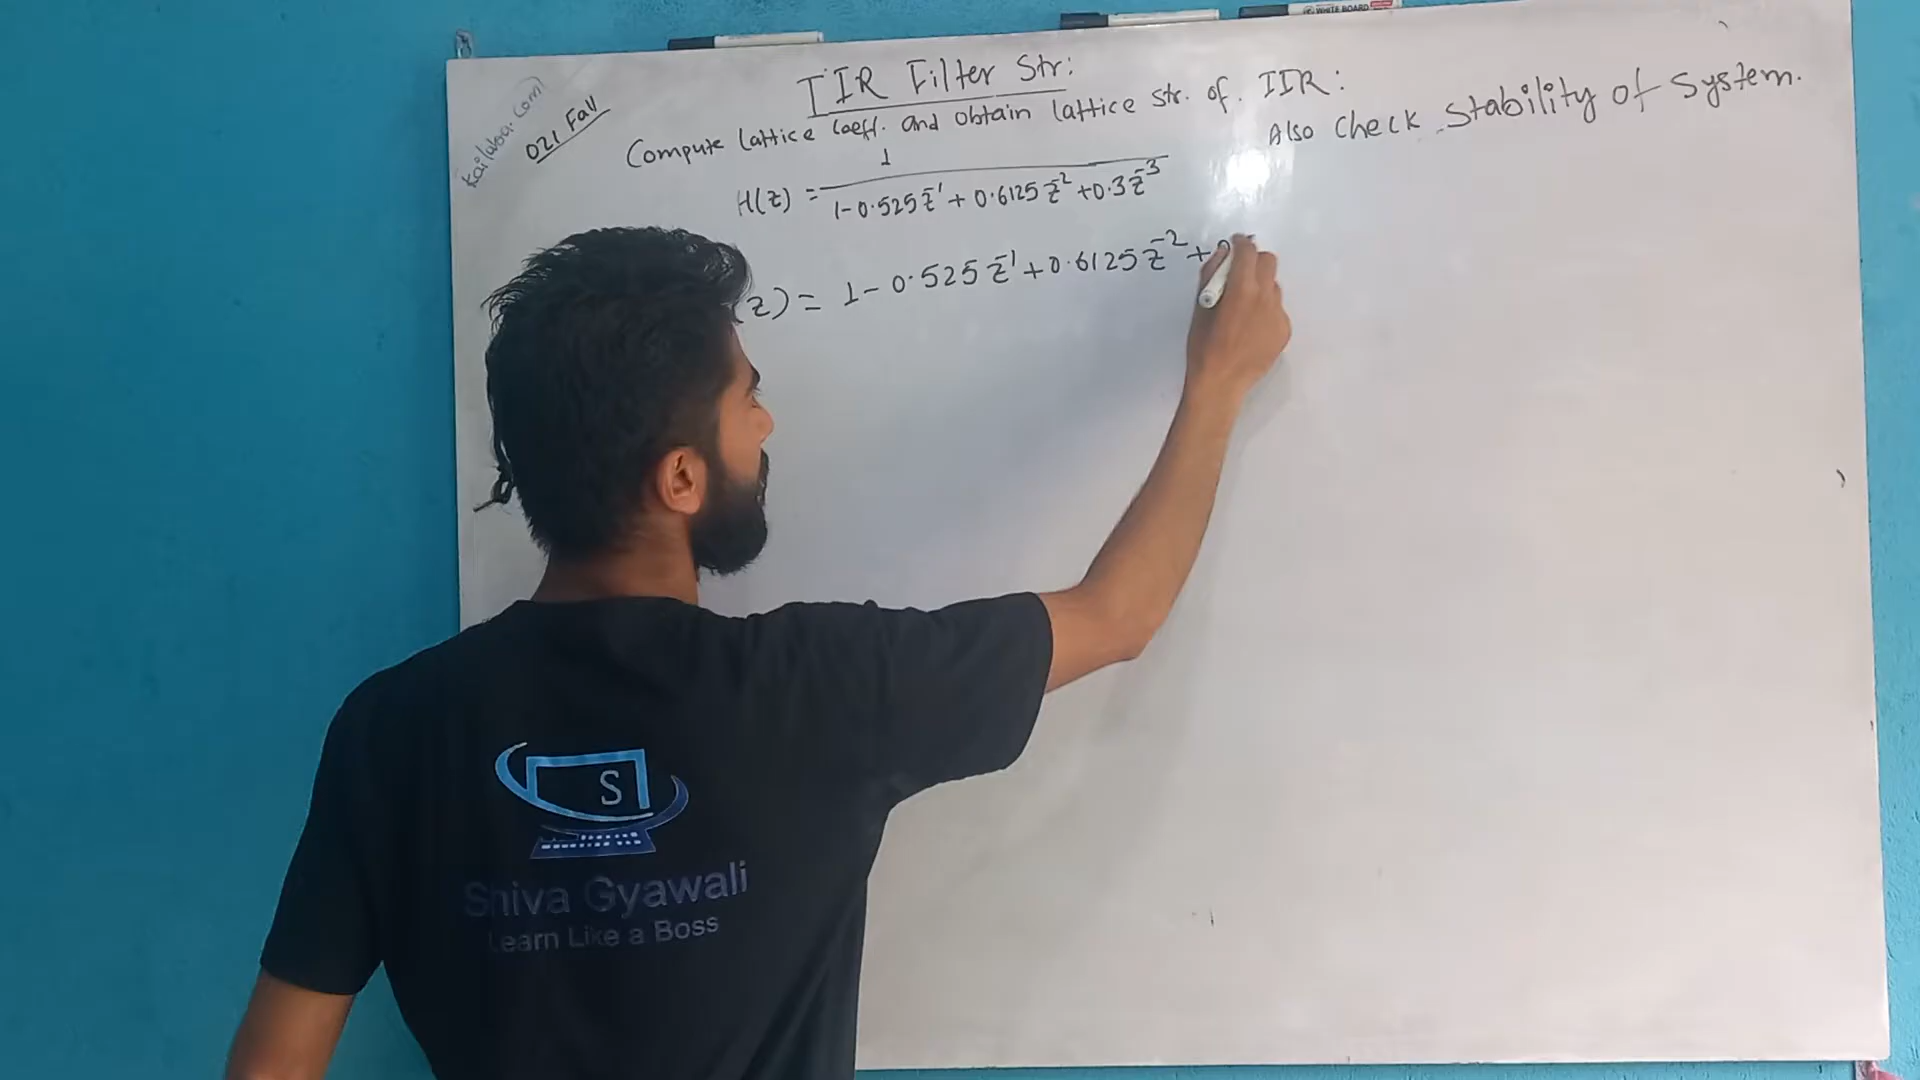 WHITE BOARD
IIR Filter Str:
021 Fall
Compute lattice coeff. and obtain lattice str. of. IIR:
Also check stability of system.
1
H(z) = 1-0.525z⁻¹ + 0.6125z⁻² + 0.3z⁻³
(z) = 1-0.525z⁻¹+0.6125z⁻²+
S
Shiva Gyawali
Learn Like a Boss